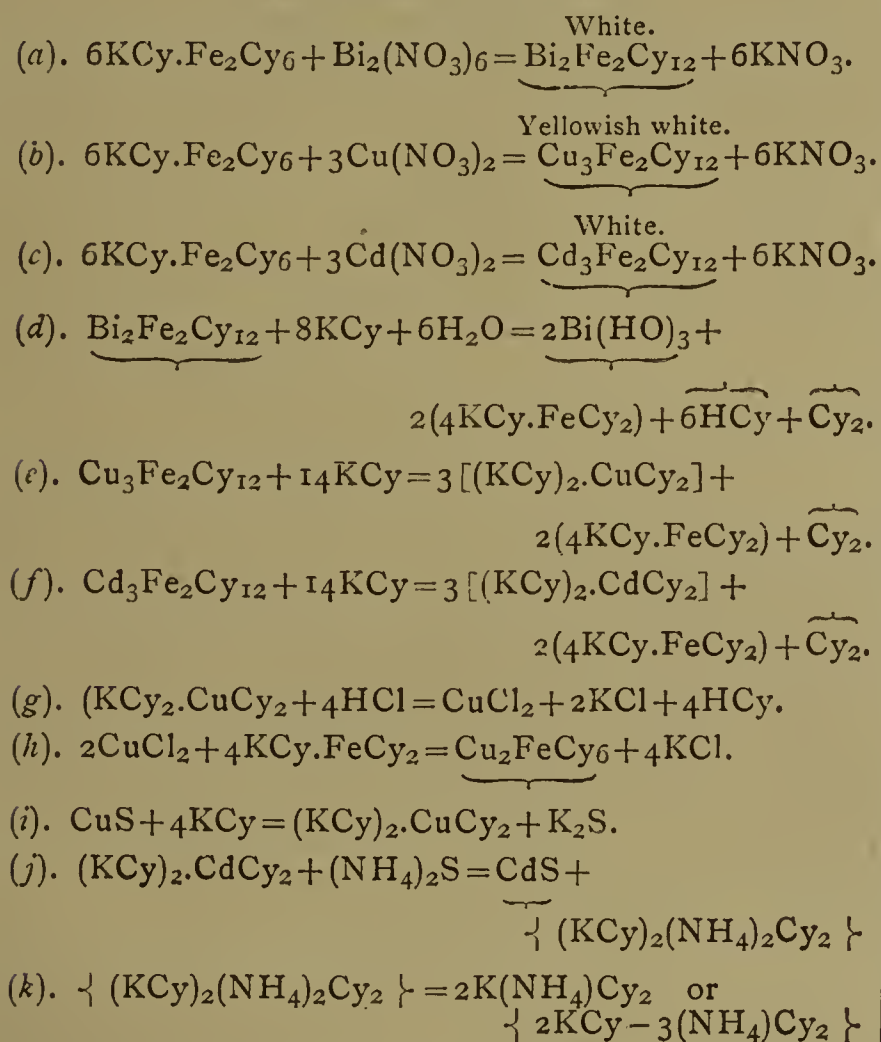 White.
(a). 6KCy.Fe₂Cy₆+Bi₂(NO₃)₆=Bi₂Fe₂Cy₁₂+6KNO₃.
Yellowish white.
(b). 6KCy.Fe₂Cy₆+3Cu(NO₃)₂=Cu₃Fe₂Cy₁₂+6KNO₃.
White.
(c). 6KCy.Fe₂Cy₆+3Cd(NO₃)₂=Cd₃Fe₂Cy₁₂+6KNO₃.
(d). Bi₂Fe₂Cy₁₂+8KCy+6H₂O=2Bi(HO)₃+
2(4KCy.FeCy₂)+6HCy+Cy₂.
(e). Cu₃Fe₂Cy₁₂+14KCy=3[(KCy)₂.CuCy₂]+
2(4KCy.FeCy₂)+Cy₂.
(f). Cd₃Fe₂Cy₁₂+14KCy=3[(KCy)₂.CdCy₂]+
2(4KCy.FeCy₂)+Cy₂.
(g). (KCy₂.CuCy₂+4HCl=CuCl₂+2KCl+4HCy.
(h). 2CuCl₂+4KCy.FeCy₂=Cu₂FeCy₆+4KCl.
(i). CuS+4KCy=(KCy)₂.CuCy₂+K₂S.
(j). (KCy)₂.CdCy₂+(NH₄)₂S=CdS+
{ (KCy)₂(NH₄)₂Cy₂ }
(k). { (KCy)₂(NH₄)₂Cy₂ }=2K(NH₄)Cy₂ or
{ 2KCy−3(NH₄)Cy₂ }